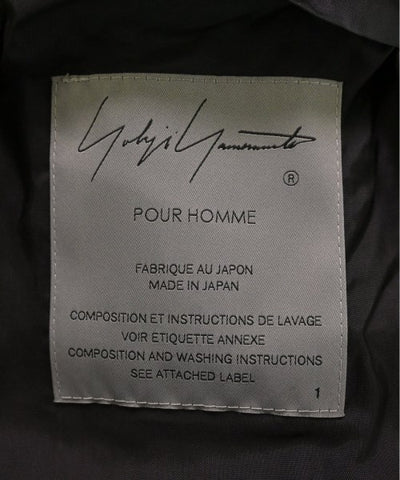 Yohji Yamamoto
®
POUR HOMME
FABRIQUE AU JAPON
MADE IN JAPAN
COMPOSITION ET INSTRUCTIONS DE LAVAGE
VOIR ETIQUETTE ANNEXE
COMPOSITION AND WASHING INSTRUCTIONS
SEE ATTACHED LABEL
1